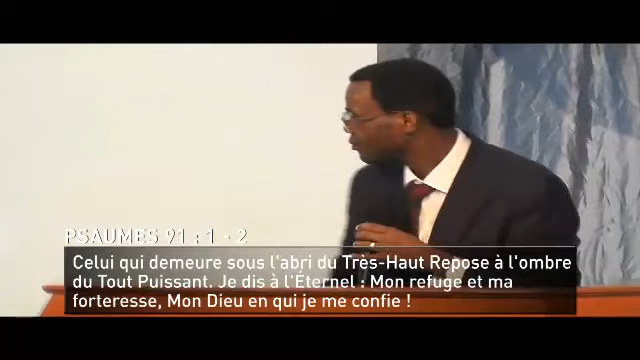 PSAUMES 91 : 1 - 2
Celui qui demeure sous l'abri du Très-Haut Repose à l'ombre
du Tout Puissant. Je dis à l'Éternel : Mon refuge et ma
forteresse, Mon Dieu en qui je me confie !